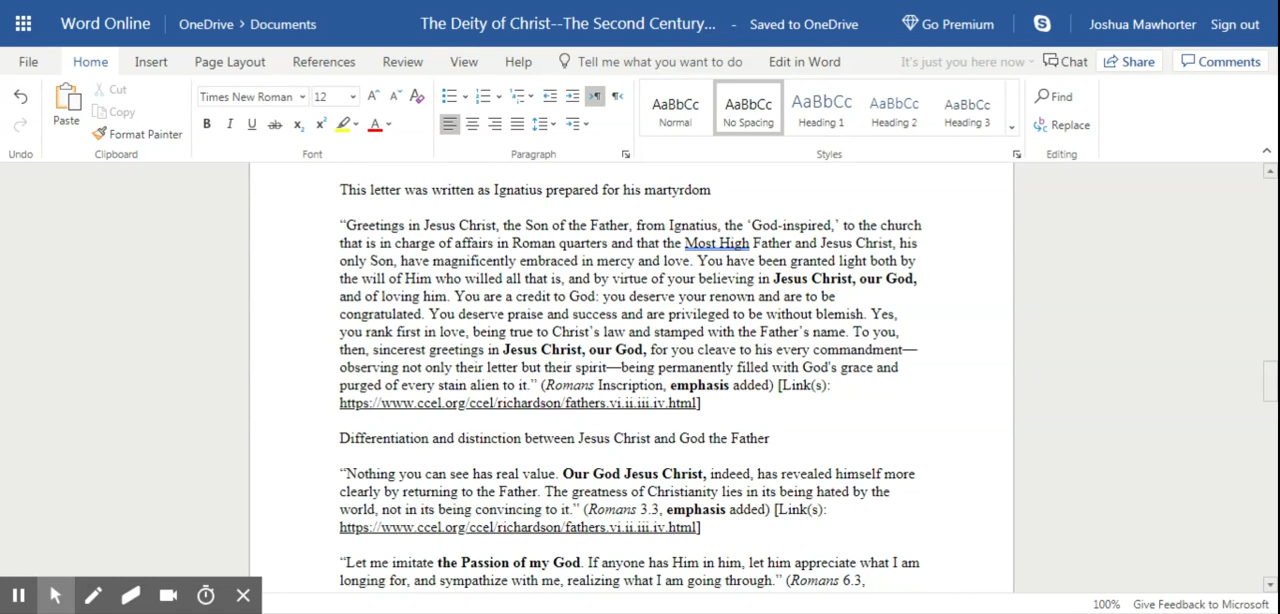 Word Online OneDrive > Documents The Deity of Christ--The Second Century... - Saved to OneDrive Go Premium Joshua Mawhorter Sign out
File Home Insert Page Layout References Review View Help Tell me what you want to do Edit in Word It's just you here now Chat Share Comments
Paste Cut Copy Format Painter
Undo Clipboard
Times New Roman 12
B I U ab x₂ x² A
Font
Paragraph
AaBbCc Normal AaBbCc No Spacing AaBbCc Heading 1 AaBbCc Heading 2 AaBbCc Heading 3
Styles
Find
Replace
Editing
This letter was written as Ignatius prepared for his martyrdom
“Greetings in Jesus Christ, the Son of the Father, from Ignatius, the ‘God-inspired,’ to the church
that is in charge of affairs in Roman quarters and that the Most High Father and Jesus Christ, his
only Son, have magnificently embraced in mercy and love. You have been granted light both by
the will of Him who willed all that is, and by virtue of your believing in Jesus Christ, our God,
and of loving him. You are a credit to God: you deserve your renown and are to be
congratulated. You deserve praise and success and are privileged to be without blemish. Yes,
you rank first in love, being true to Christ’s law and stamped with the Father’s name. To you,
then, sincerest greetings in Jesus Christ, our God, for you cleave to his every commandment—
observing not only their letter but their spirit—being permanently filled with God’s grace and
purged of every stain alien to it.” (Romans Inscription, emphasis added) [Link(s):
https://www.ccel.org/ccel/richardson/fathers.vi.ii.iii.iv.html]
Differentiation and distinction between Jesus Christ and God the Father
“Nothing you can see has real value. Our God Jesus Christ, indeed, has revealed himself more
clearly by returning to the Father. The greatness of Christianity lies in its being hated by the
world, not in its being convincing to it.” (Romans 3.3, emphasis added) [Link(s):
https://www.ccel.org/ccel/richardson/fathers.vi.ii.iii.iv.html]
“Let me imitate the Passion of my God. If anyone has Him in him, let him appreciate what I am
longing for, and sympathize with me, realizing what I am going through.” (Romans 6.3,
100% Give Feedback to Microsoft